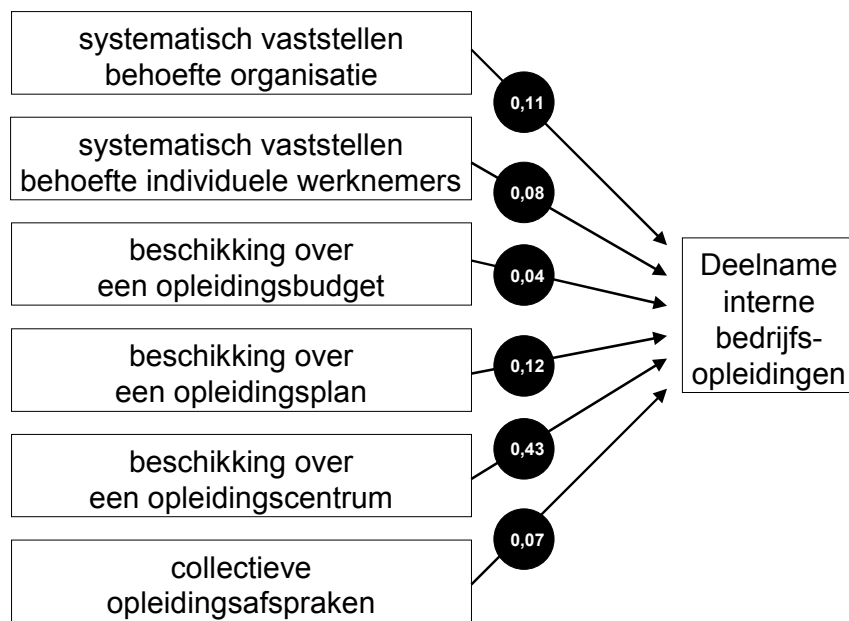 systematisch vaststellen
behoefte organisatie
0,11
systematisch vaststellen
behoefte individuele werknemers
0,08
beschikking over
een opleidingsbudget
0,04
beschikking over
een opleidingsplan
0,12
beschikking over
een opleidingscentrum
0,43
collectieve
opleidingsafspraken
0,07
Deelname
interne
bedrijfs-
opleidingen